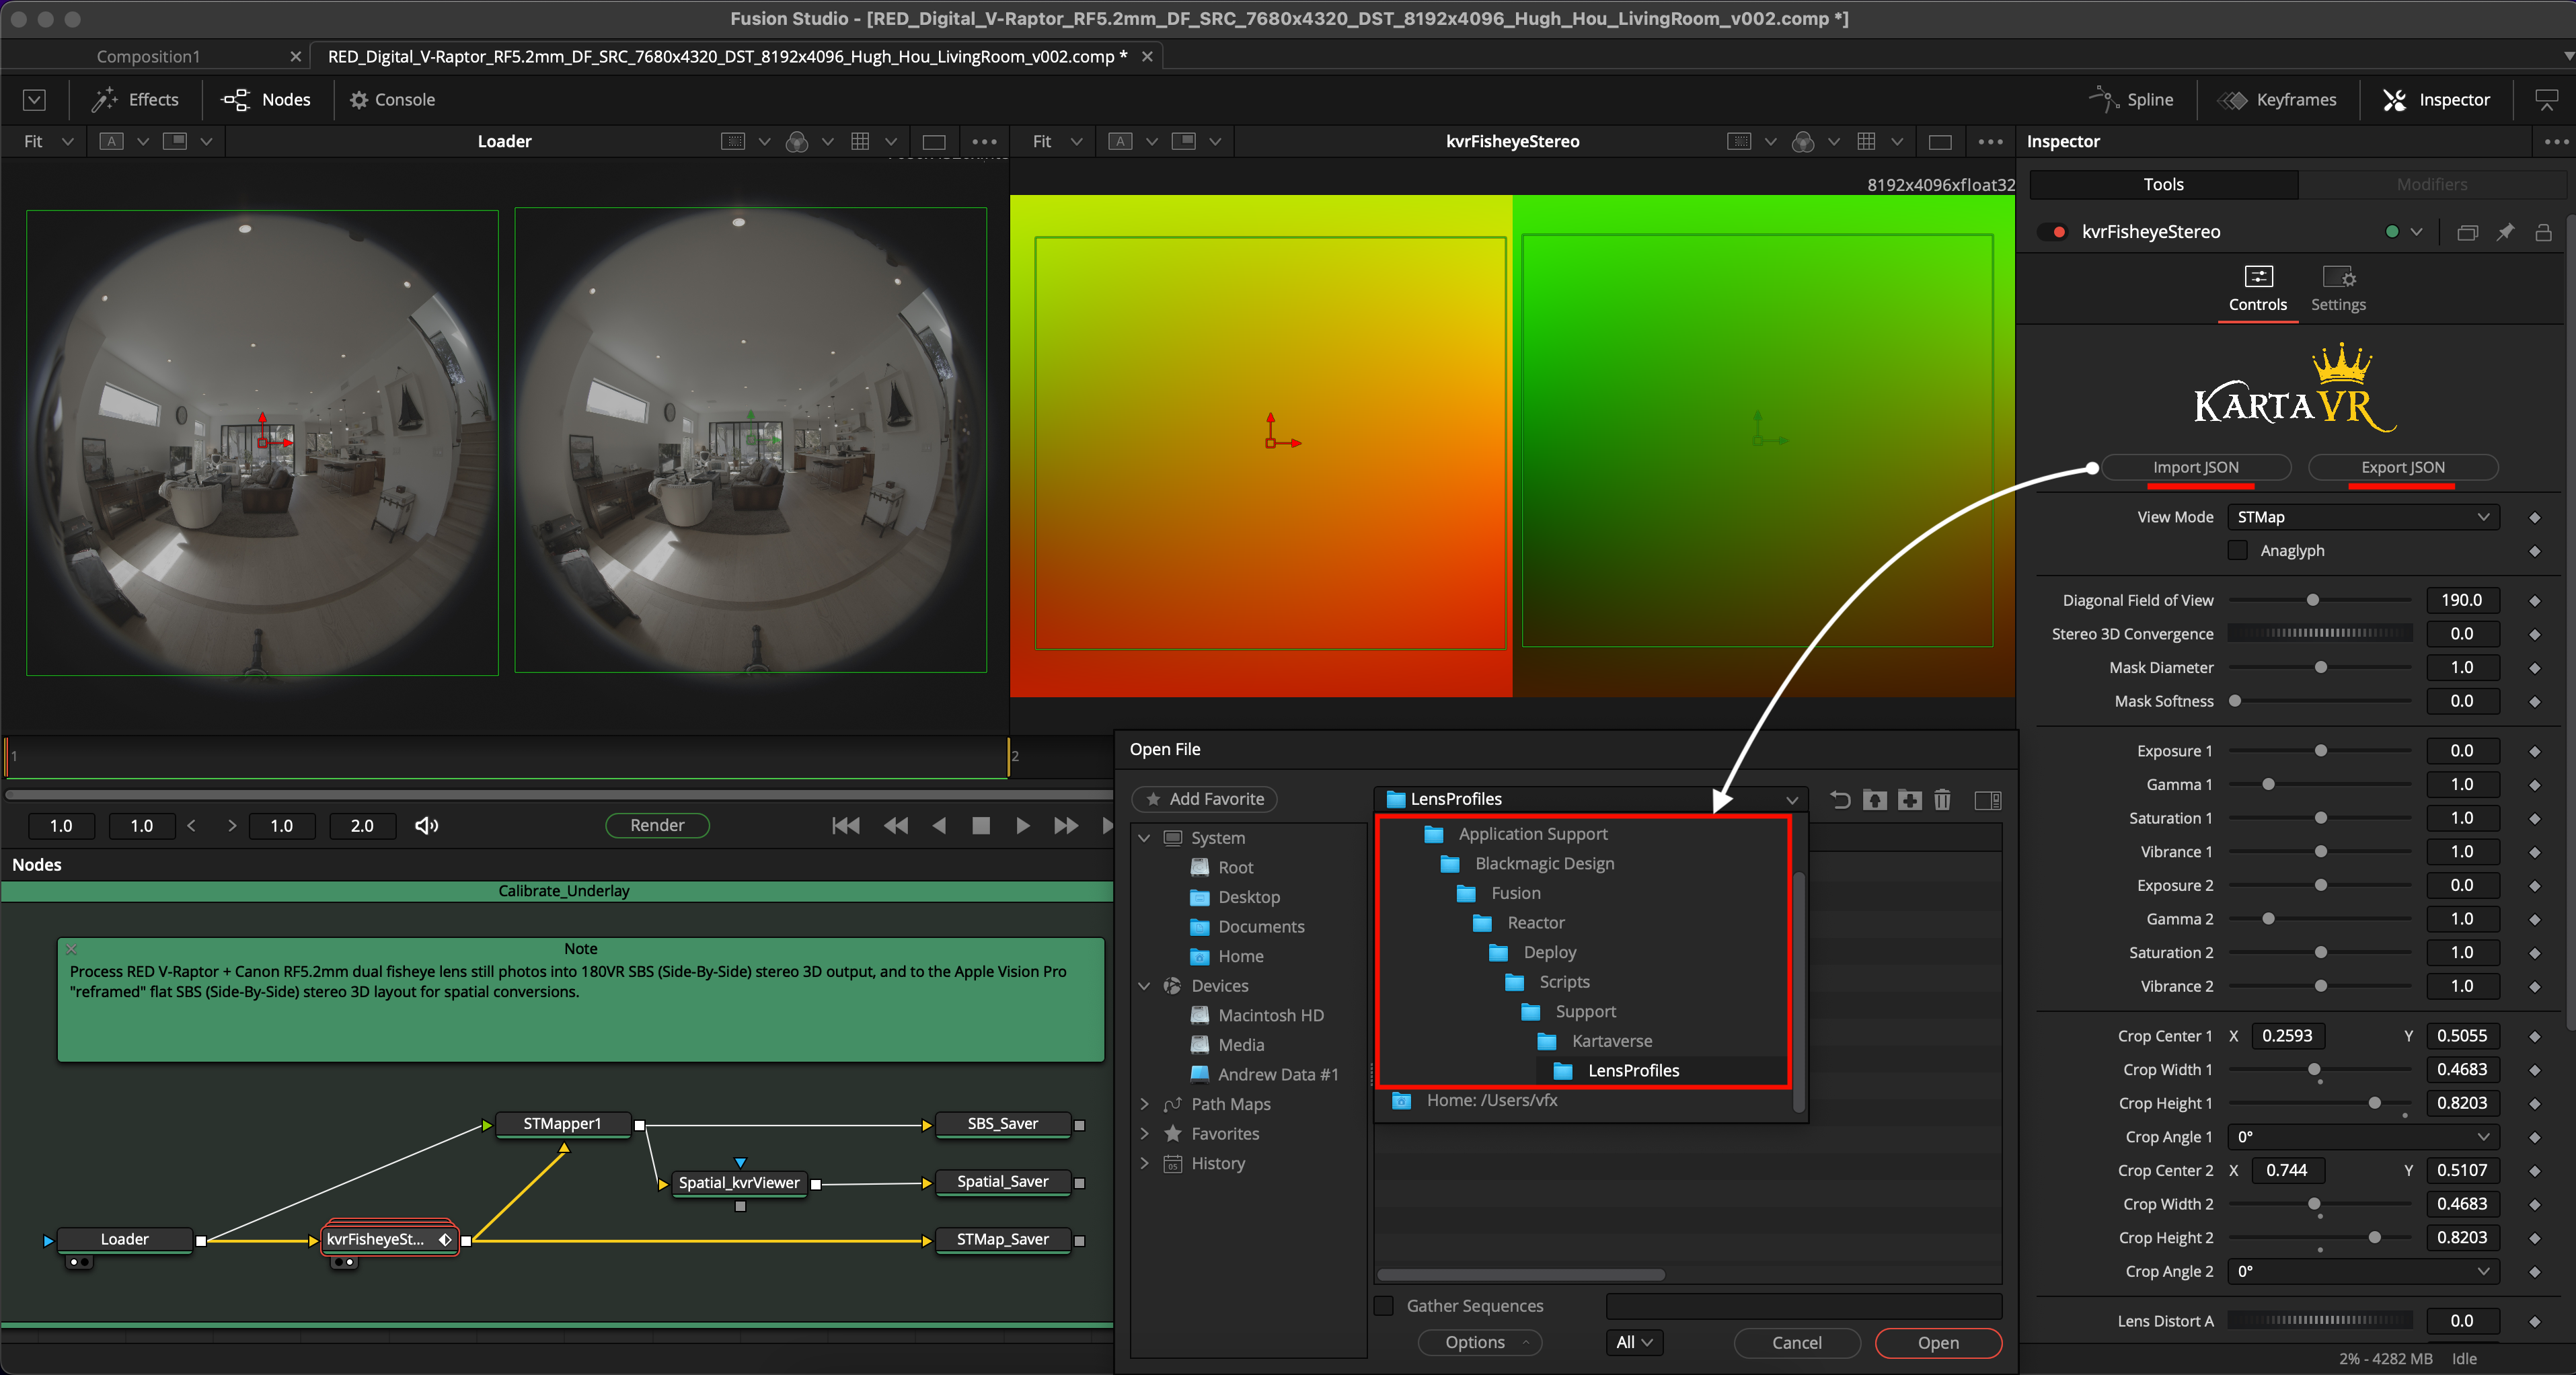 Fusion Studio - [RED_Digital_V-Raptor_RF5.2mm_DF_SRC_7680x4320_DST_8192x4096_Hugh_Hou_LivingRoom_v002.comp *]
Composition1
RED_Digital_V-Raptor_RF5.2mm_DF_SRC_7680x4320_DST_8192x4096_Hugh_Hou_LivingRoom_v002.comp *
Effects
Nodes
Console
Spline
Keyframes
Inspector
Fit
A
Loader
Fit
A
kvrFisheyeStereo
Inspector
8192x4096xfloat32
Tools
Modifiers
kvrFisheyeStereo
Controls
Settings
KARTAVR
Import JSON
Export JSON
View Mode
STMap
Anaglyph
Diagonal Field of View
190.0
Stereo 3D Convergence
0.0
Mask Diameter
1.0
Mask Softness
0.0
Exposure 1
0.0
Gamma 1
1.0
Saturation 1
1.0
Vibrance 1
1.0
Exposure 2
0.0
Gamma 2
1.0
Saturation 2
1.0
Vibrance 2
1.0
Crop Center 1
X
0.2593
Y
0.5055
Crop Width 1
0.4683
Crop Height 1
0.8203
Crop Angle 1
0°
Crop Center 2
X
0.744
Y
0.5107
Crop Width 2
0.4683
Crop Height 2
0.8203
Crop Angle 2
0°
Lens Distort A
0.0
2% - 4282 MB
Idle
1
2
1.0
1.0
1.0
2.0
Render
Nodes
Calibrate_Underlay
Note
Process RED V-Raptor + Canon RF5.2mm dual fisheye lens still photos into 180VR SBS (Side-By-Side) stereo 3D output, and to the Apple Vision Pro
"reframed" flat SBS (Side-By-Side) stereo 3D layout for spatial conversions.
STMapper1
SBS_Saver
Spatial_kvrViewer
Spatial_Saver
Loader
kvrFisheyeSt...
STMap_Saver
Open File
Add Favorite
LensProfiles
System
Root
Desktop
Documents
Home
Devices
Macintosh HD
Media
Andrew Data #1
Path Maps
Favorites
History
Application Support
Blackmagic Design
Fusion
Reactor
Deploy
Scripts
Support
Kartaverse
LensProfiles
Home: /Users/vfx
Gather Sequences
Options
All
Cancel
Open